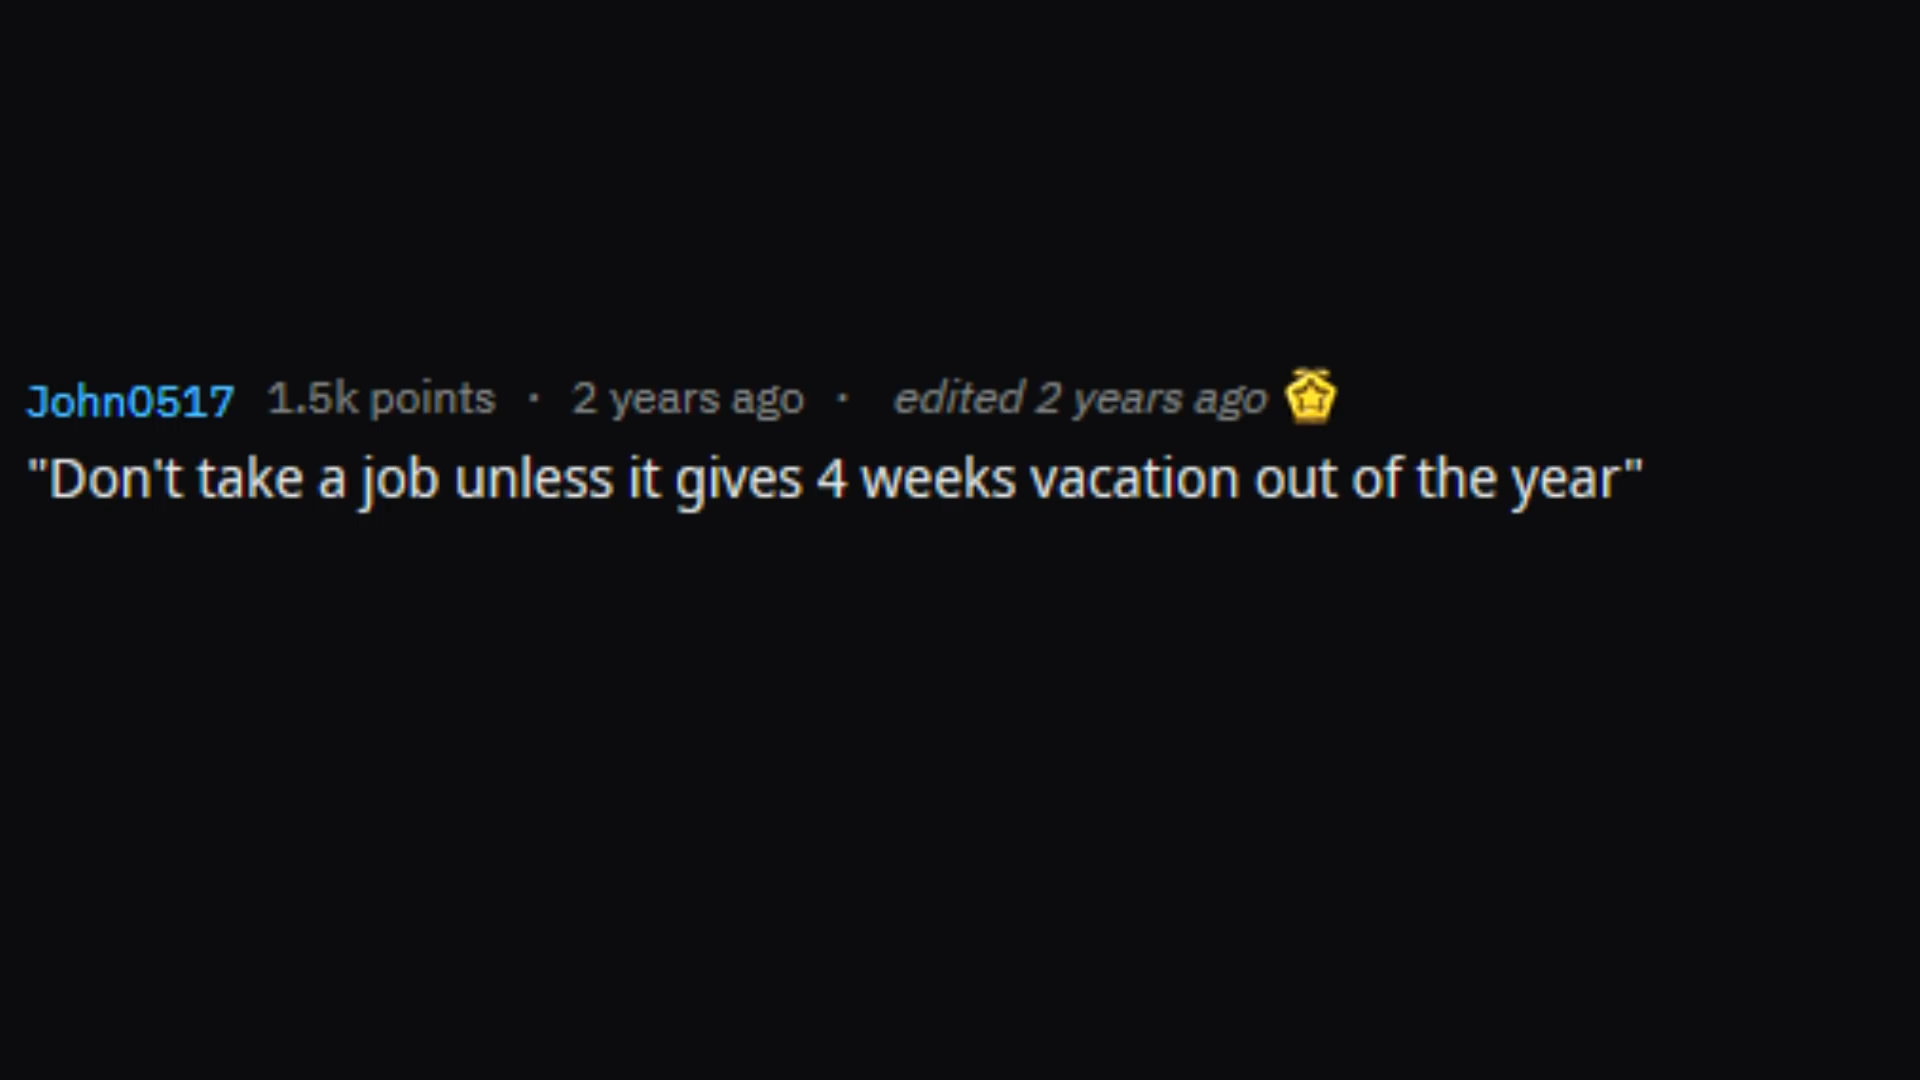 John0517 1.5k points · 2 years ago · edited 2 years ago
"Don't take a job unless it gives 4 weeks vacation out of the year"